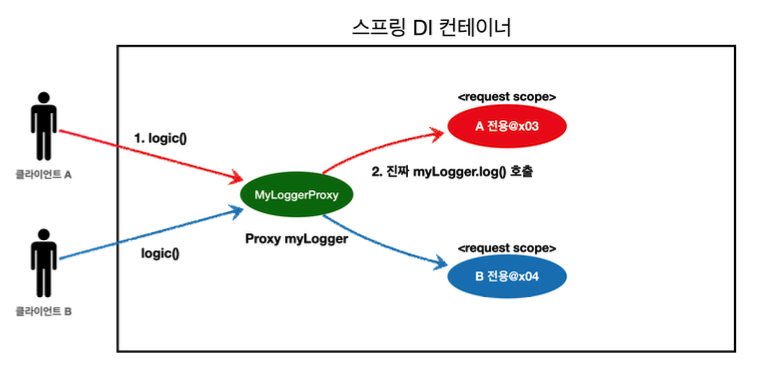 스프링 DI 컨테이너
<request scope>
A 전용@x03
1. logic()
2. 진짜 myLogger.log() 호출
클라이언트 A
MyLoggerProxy
Proxy myLogger
logic()
<request scope>
B 전용@x04
클라이언트 B